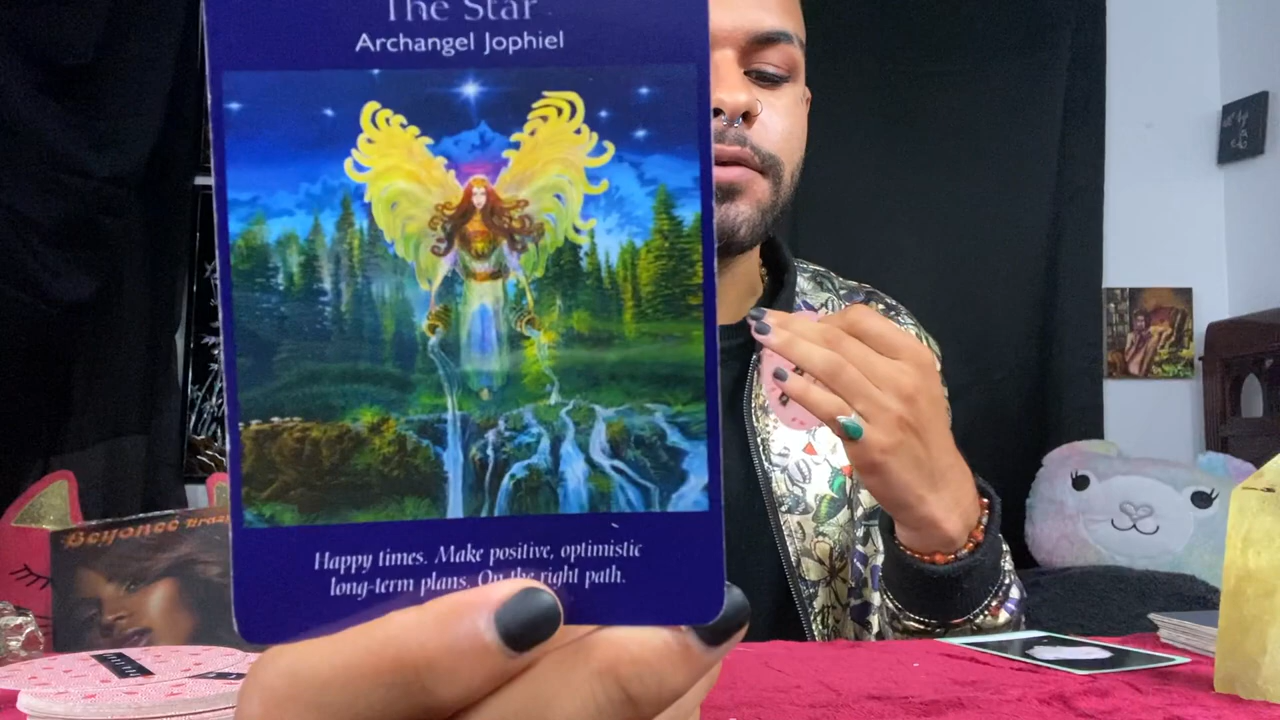 The Star
Archangel Jophiel
Happy times. Make positive, optimistic
long-term plans. On the right path.
Beyoncé